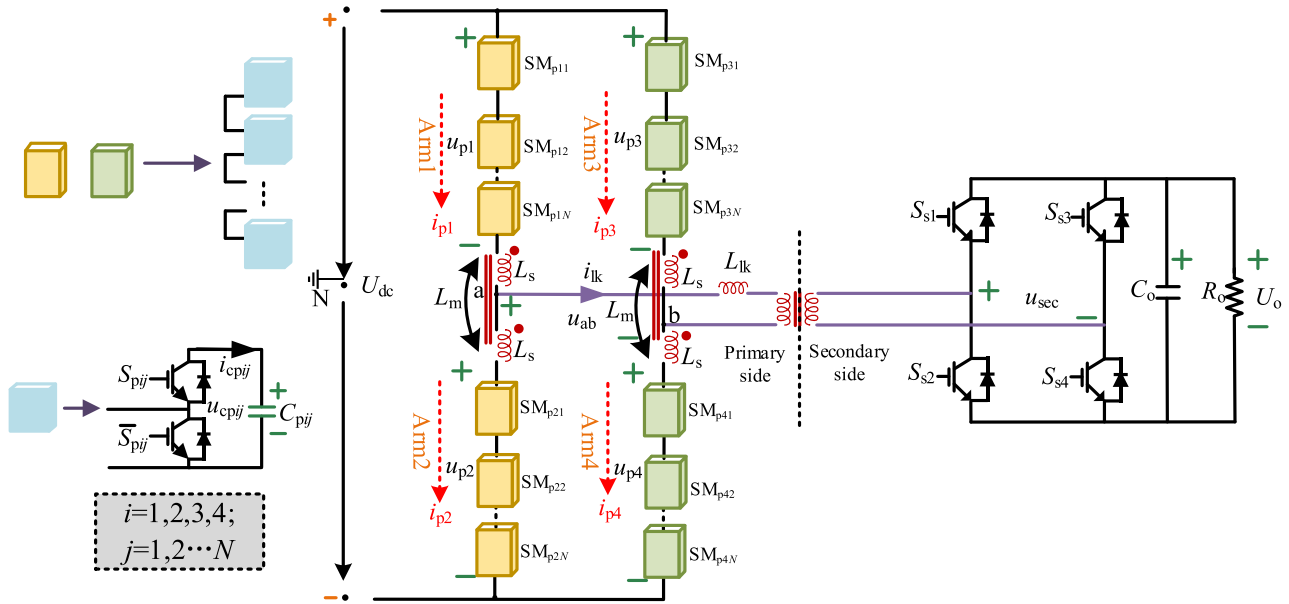 +
+
SMp11
+
SMp31
Arm1
up1
SMp12
Arm3
up3
SMp32
ip1
SMp1N
ip3
SMp3N
−
−
N
Udc
Lm
a
Ls
+
ilk
uab
Lm
Ls
b
Llk
−
Ls
Ls
Primary side
Secondary side
Ss1
Ss3
+
usec
−
Ss2
Ss4
+
Co
−
Ro
+
Uo
−
Spij
icpij
ucpij
+
Cpij
−
S̅pij
+
SMp21
+
SMp41
Arm2
up2
SMp22
Arm4
up4
SMp42
ip2
SMp2N
ip4
SMp4N
−
−
−
i=1,2,3,4;
j=1,2⋯N